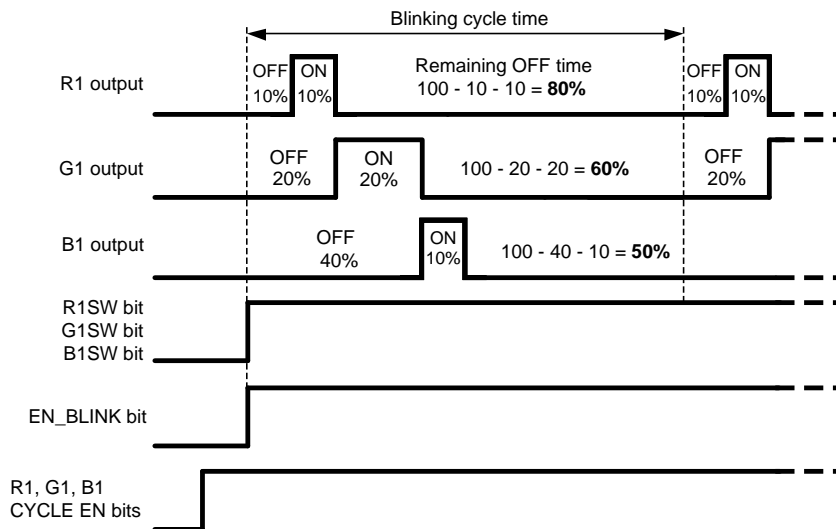 Blinking cycle time
R1 output
OFF
10%
ON
10%
Remaining OFF time
100 - 10 - 10 = 80%
OFF
10%
ON
10%
G1 output
OFF
20%
ON
20%
100 - 20 - 20 = 60%
OFF
20%
B1 output
OFF
40%
ON
10%
100 - 40 - 10 = 50%
R1SW bit
G1SW bit
B1SW bit
EN_BLINK bit
R1, G1, B1
CYCLE EN bits